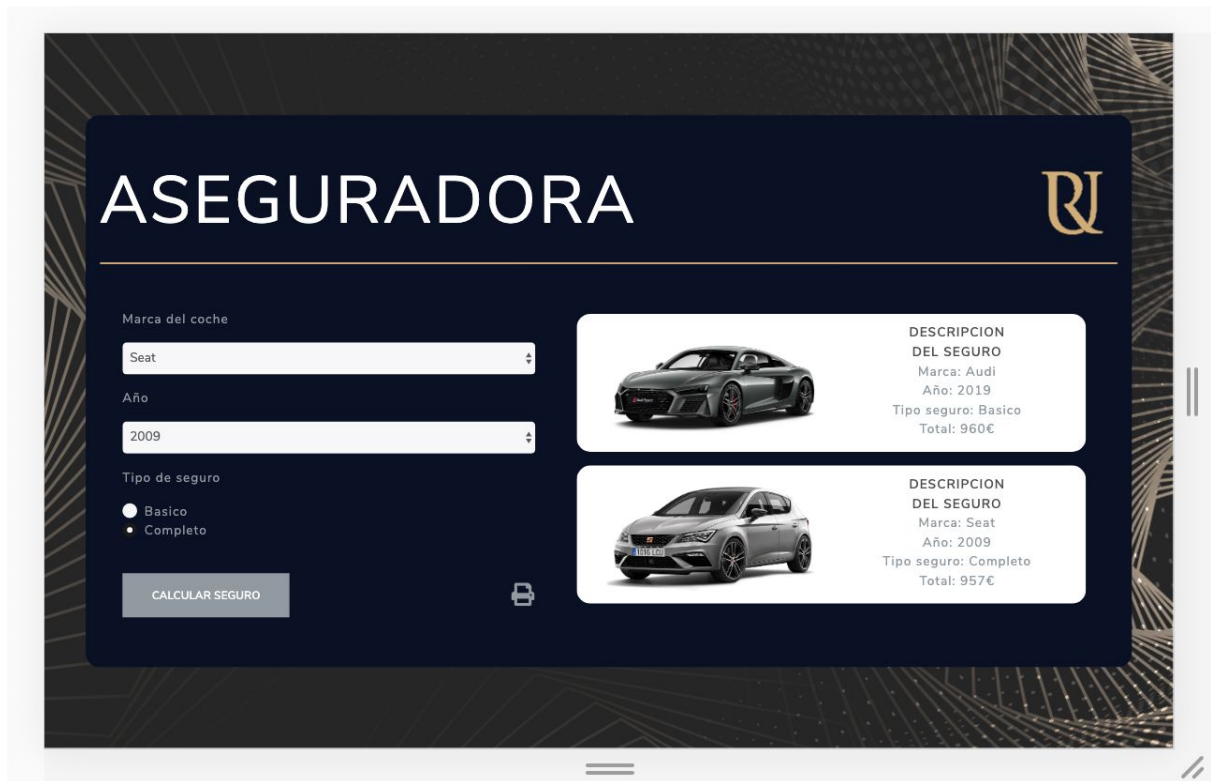 ASEGURADORA
Marca del coche
Seat
Año
2009
Tipo de seguro
Basico
Completo
CALCULAR SEGURO
DESCRIPCION
DEL SEGURO
Marca: Audi
Año: 2019
Tipo seguro: Basico
Total: 960€
DESCRIPCION
DEL SEGURO
Marca: Seat
Año: 2009
Tipo seguro: Completo
Total: 957€